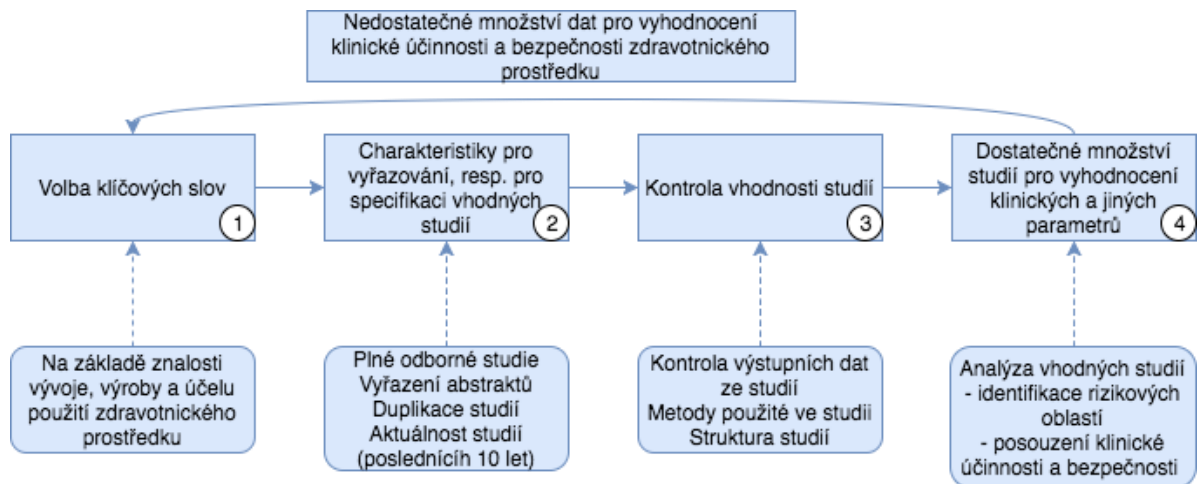 Nedostatečné množství dat pro vyhodnocení
klinické účinnosti a bezpečnosti zdravotnického
prostředku
Volba klíčových slov
1
Charakteristiky pro
vyřazování, resp. pro
specifikaci vhodných
studií
2
Kontrola vhodnosti studií
3
Dostatečné množství
studií pro vyhodnocení
klinických a jiných
parametrů
4
Na základě znalosti
vývoje, výroby a účelu
použití zdravotnického
prostředku
Plné odborné studie
Vyřazení abstraktů
Duplikace studií
Aktuálnost studií
(poslednícíh 10 let)
Kontrola výstupních dat
ze studií
Metody použité ve studii
Struktura studií
Analýza vhodných studií
- identifikace rizikových
oblastí
- posouzení klinické
účinnosti a bezpečnosti